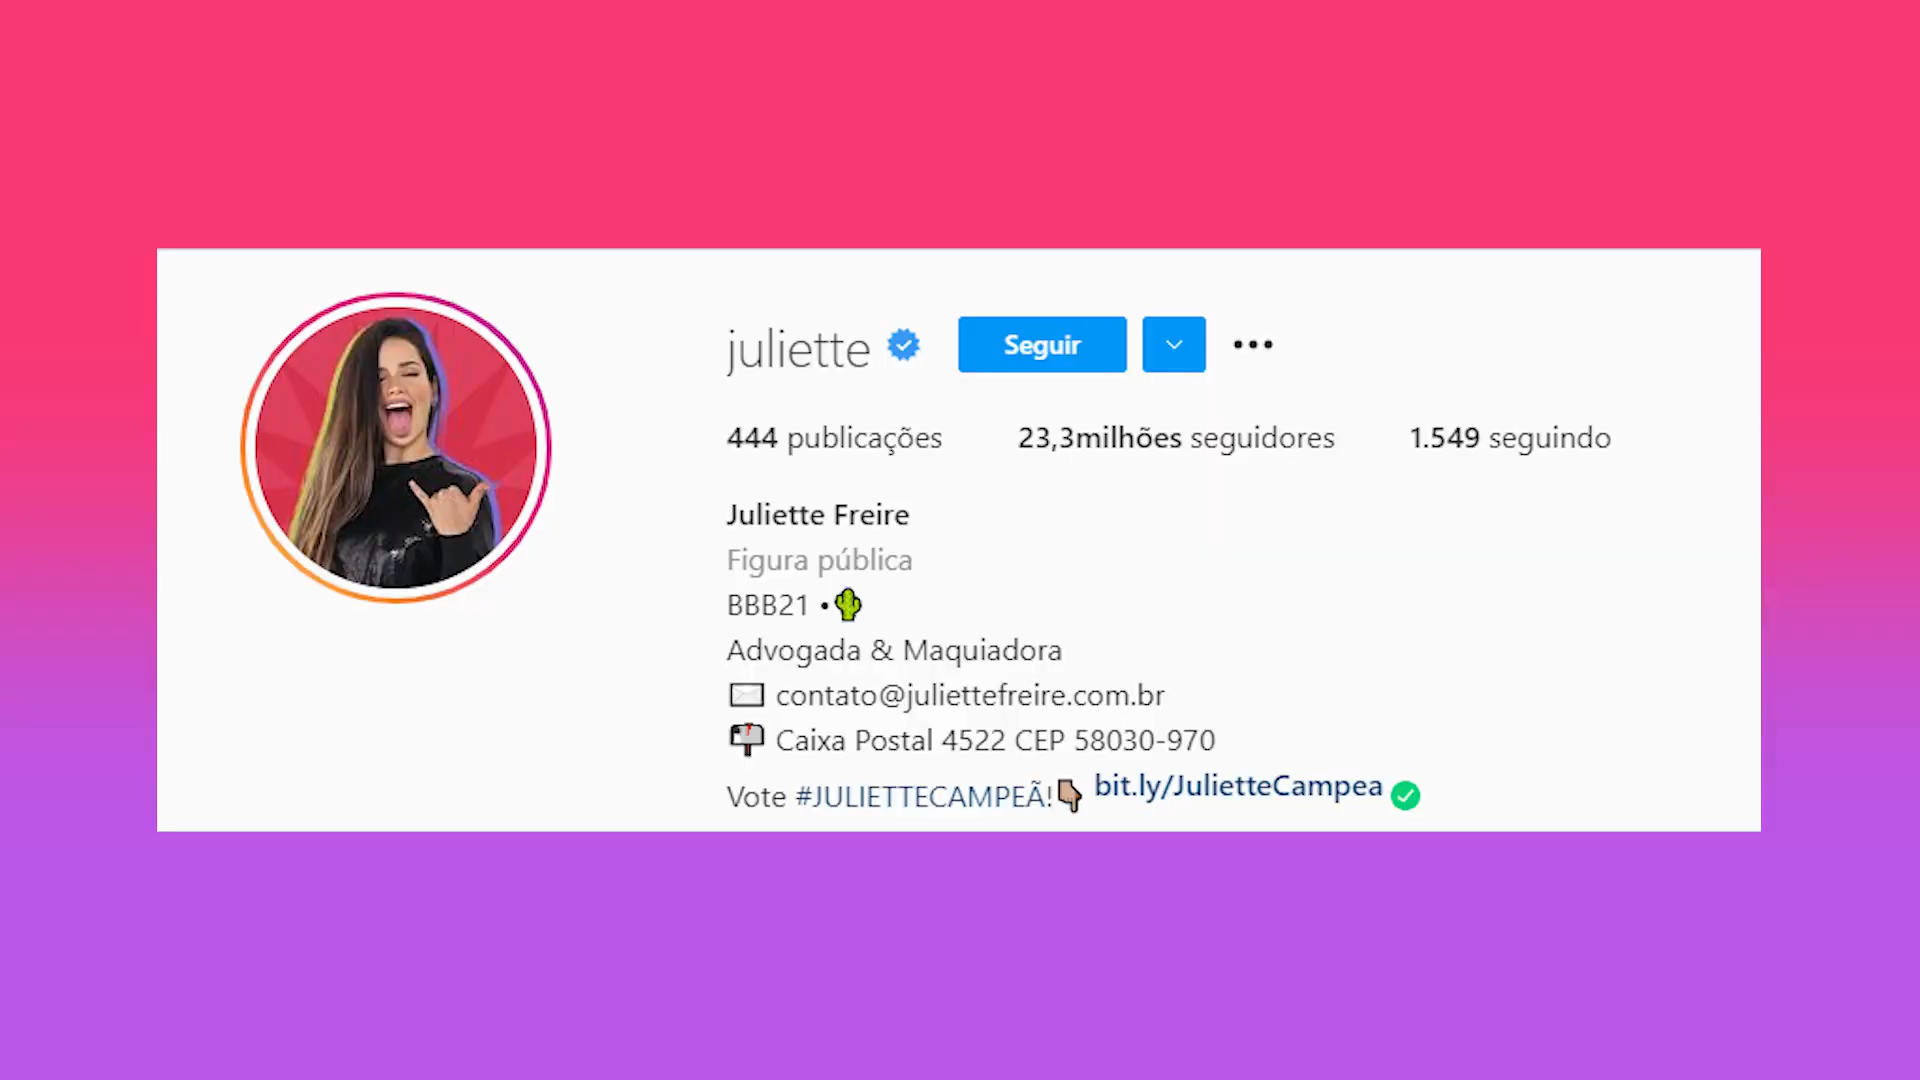 juliette Seguir
444 publicações 23,3milhões seguidores 1.549 seguindo
Juliette Freire
Figura pública
BBB21 •🌵
Advogada & Maquiadora
✉️ contato@juliettefreire.com.br
📬 Caixa Postal 4522 CEP 58030-970
Vote #JULIETTECAMPEÃ!👇🏽 bit.ly/JulietteCampea